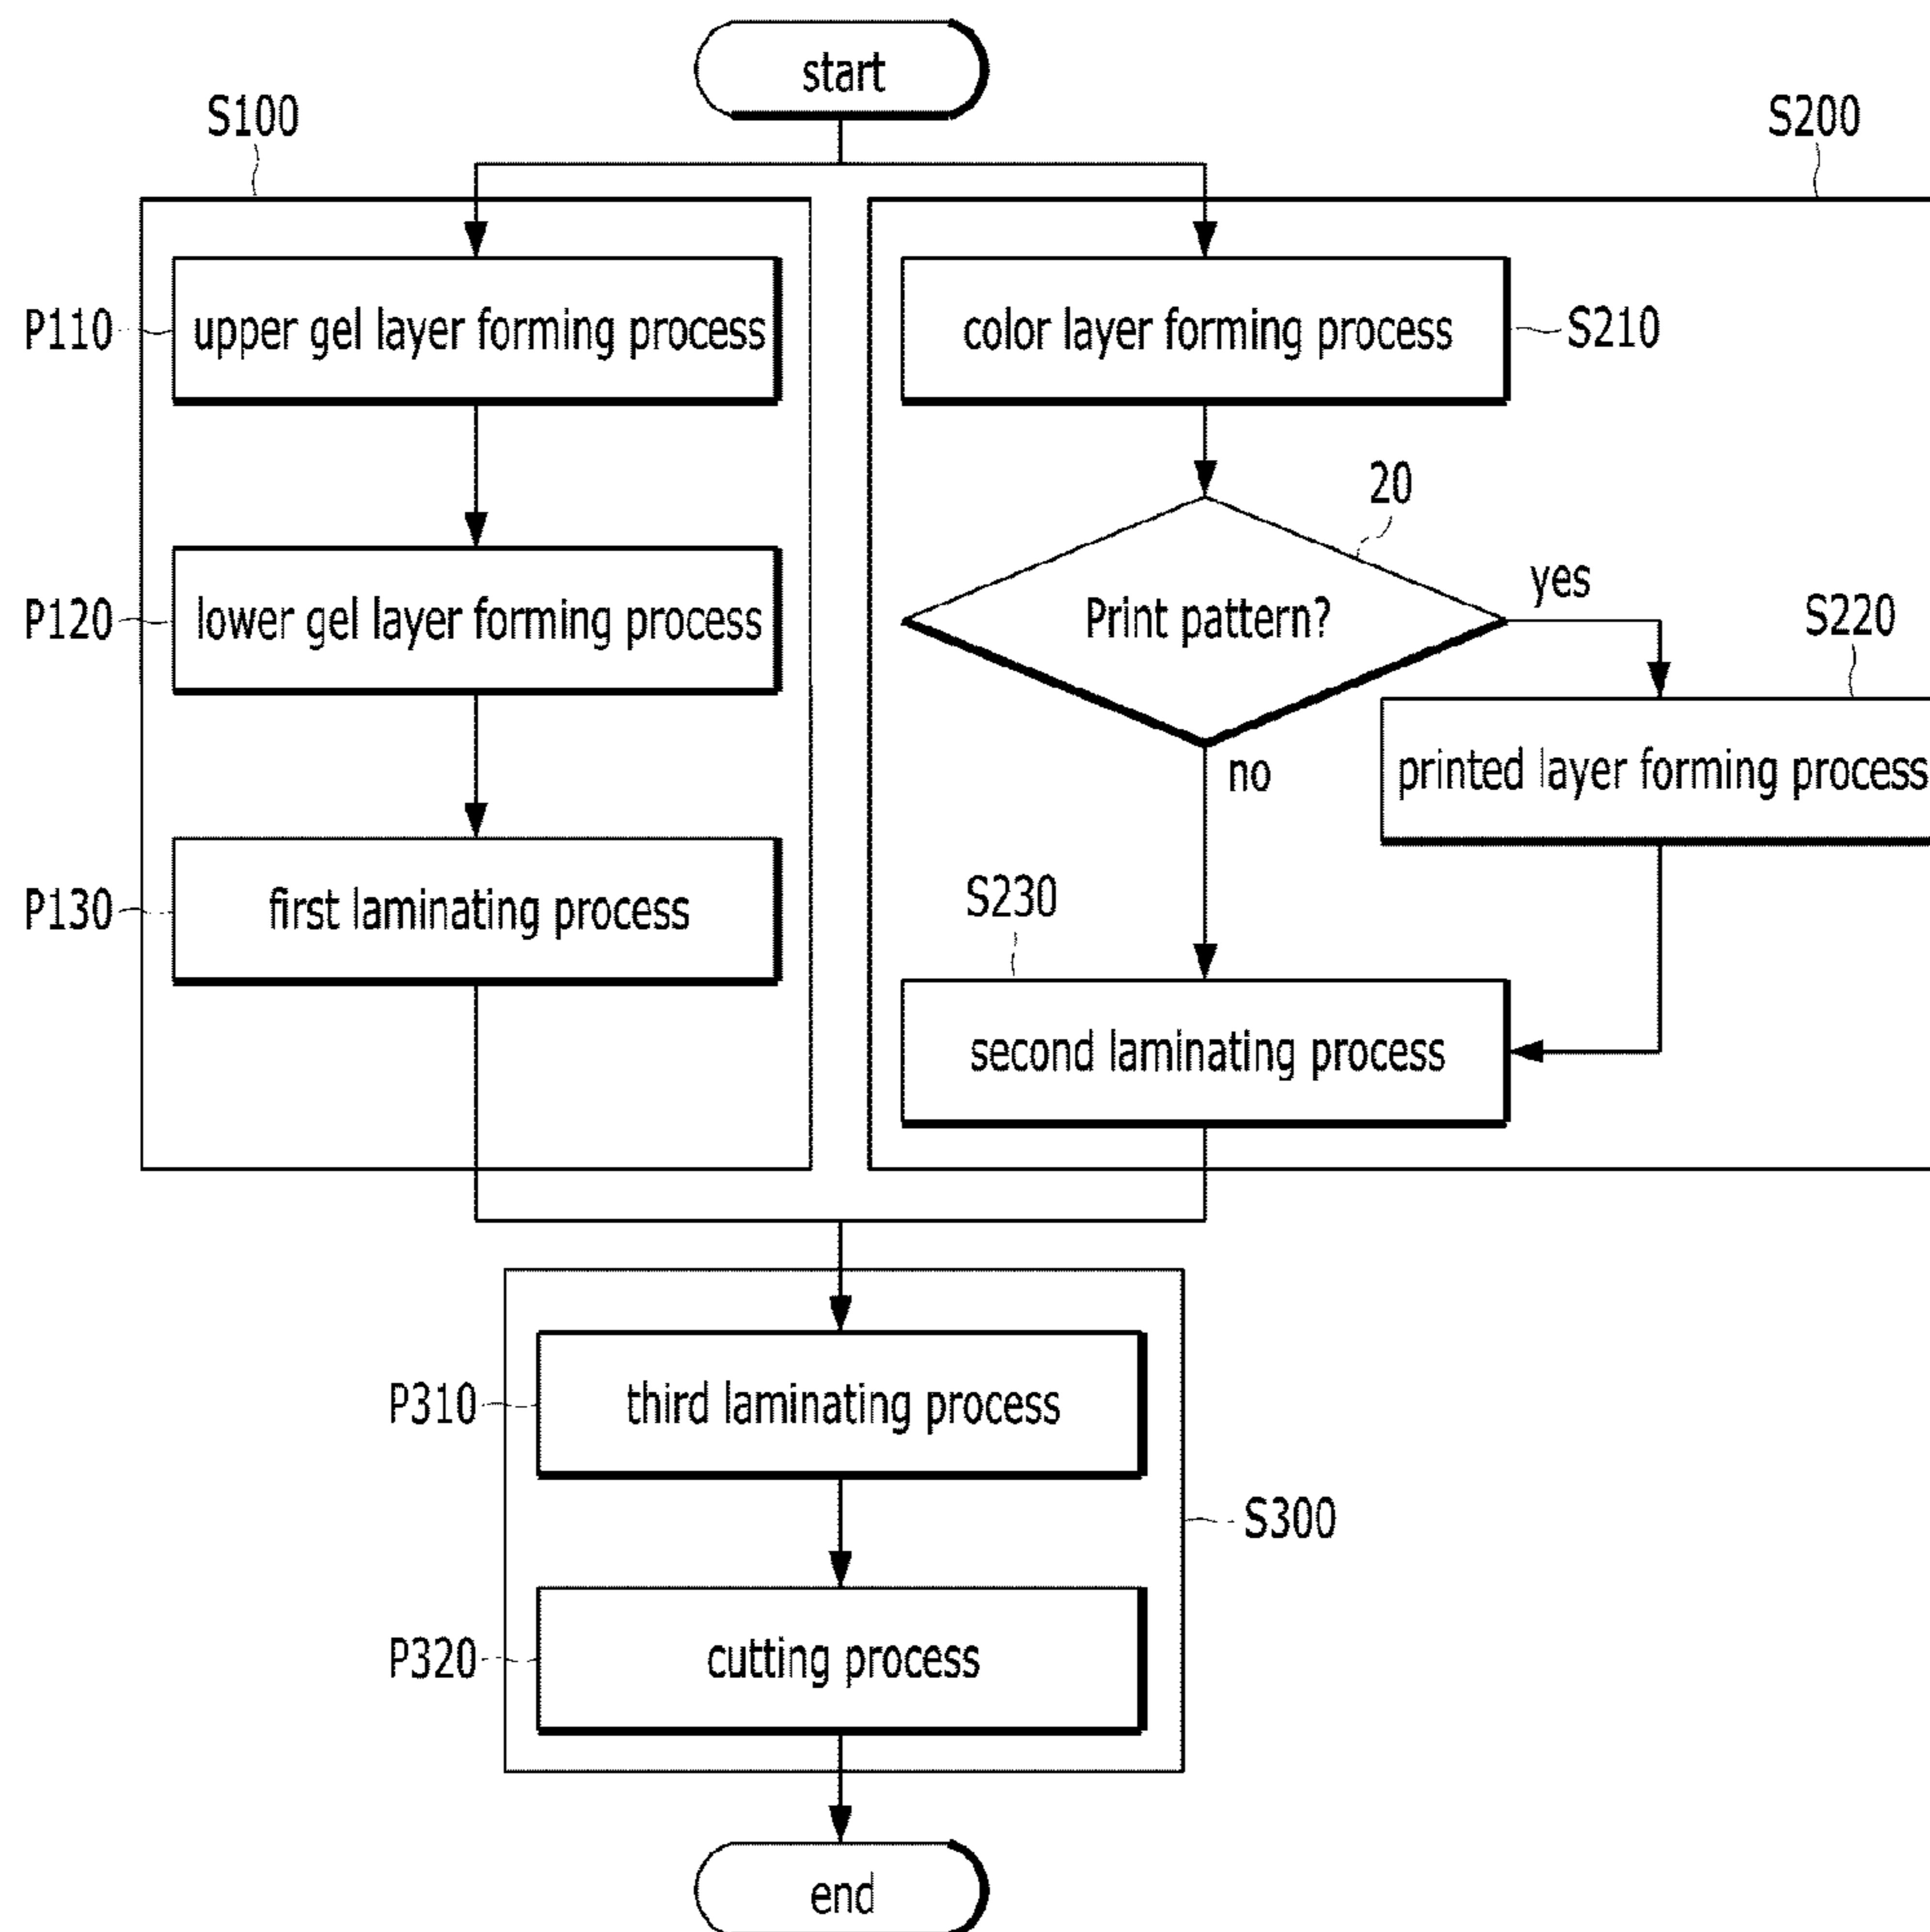 start
S100
S200
P110
upper gel layer forming process
color layer forming process
S210
20
yes
P120
lower gel layer forming process
Print pattern?
S220
no
printed layer forming process
P130
first laminating process
S230
second laminating process
P310
third laminating process
S300
P320
cutting process
end